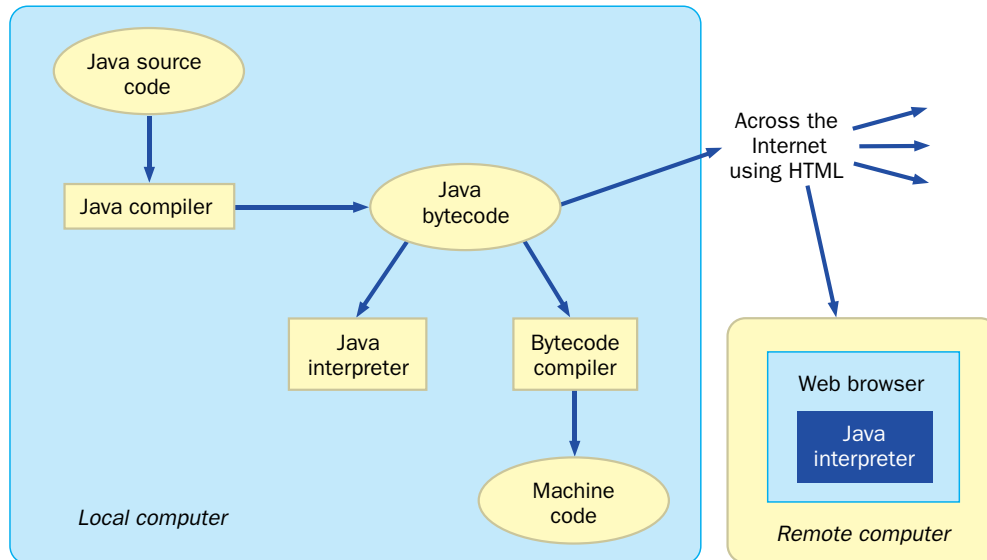 Java source
code
Java compiler
Java
bytecode
Across the
Internet
using HTML
Java
interpreter
Bytecode
compiler
Machine
code
Local computer
Web browser
Java
interpreter
Remote computer